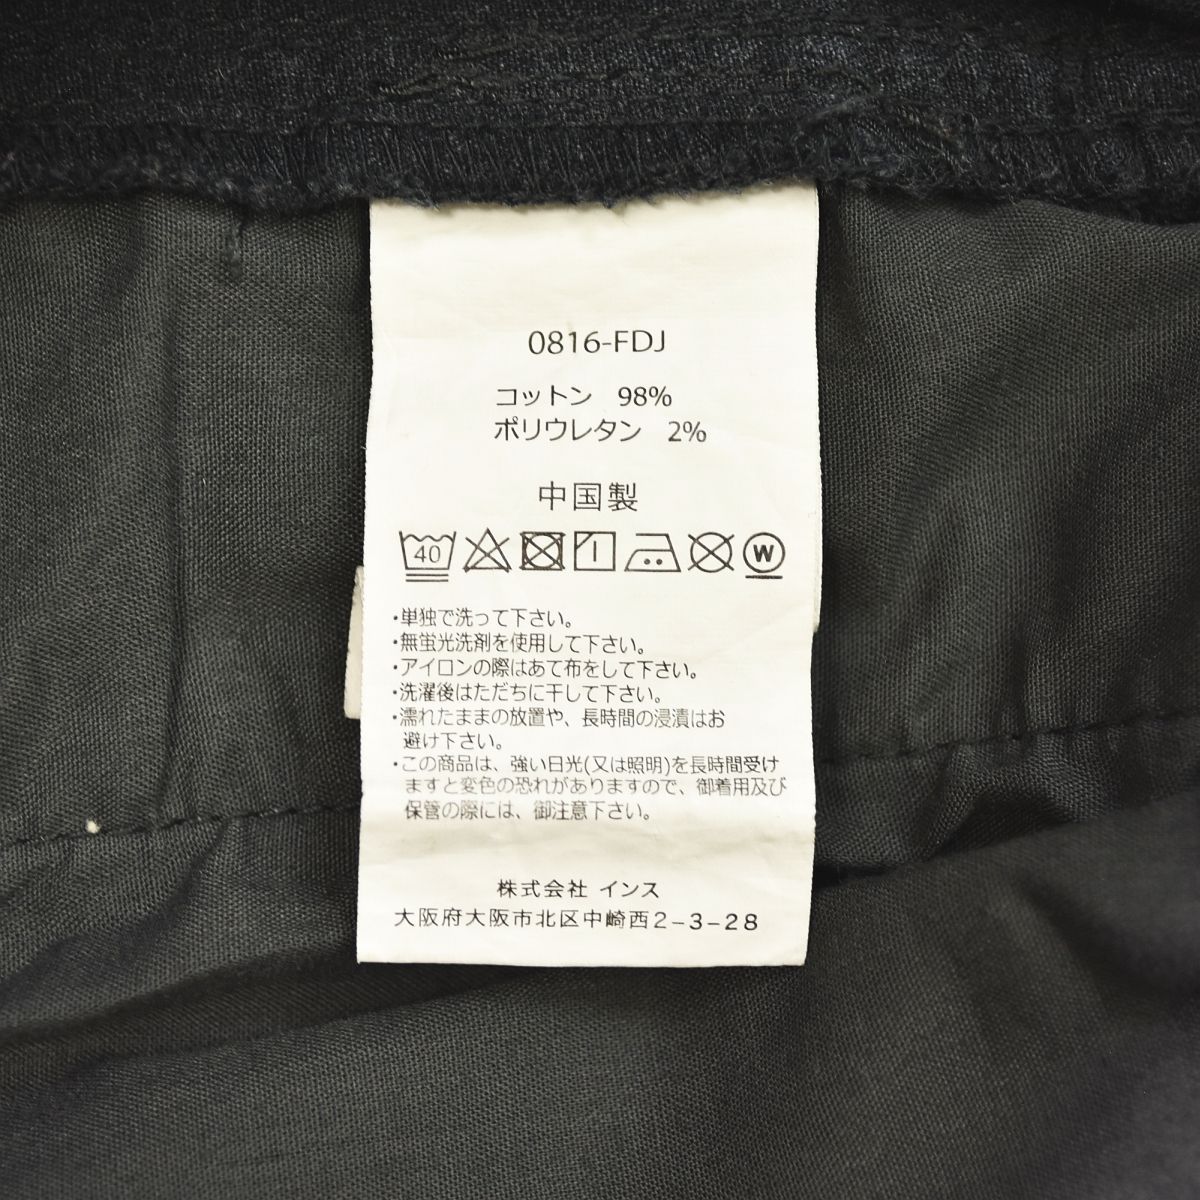 0816-FDJ
コットン 98%
ポリウレタン 2%
中国製
40 W
・単独で洗って下さい。
・無蛍光洗剤を使用して下さい。
・アイロンの際はあて布をして下さい。
・洗濯後はただちに干して下さい。
・濡れたままの放置や、長時間の浸漬はお
避け下さい。
・この商品は、強い日光(又は照明)を長時間受け
ますと変色の恐れがありますので、御着用及び
保管の際には、御注意下さい。
株式会社 インス
大阪府大阪市北区中崎西2-3-28